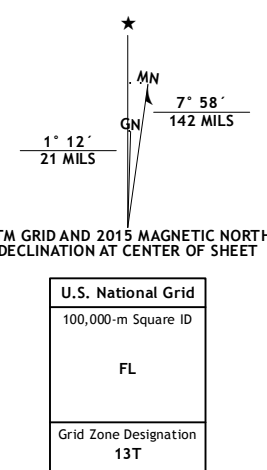 ★
MN
GN
7° 58´
142 MILS
1° 12´
21 MILS
TM GRID AND 2015 MAGNETIC NORTH
DECLINATION AT CENTER OF SHEET
U.S. National Grid
100,000-m Square ID
FL
Grid Zone Designation
13T